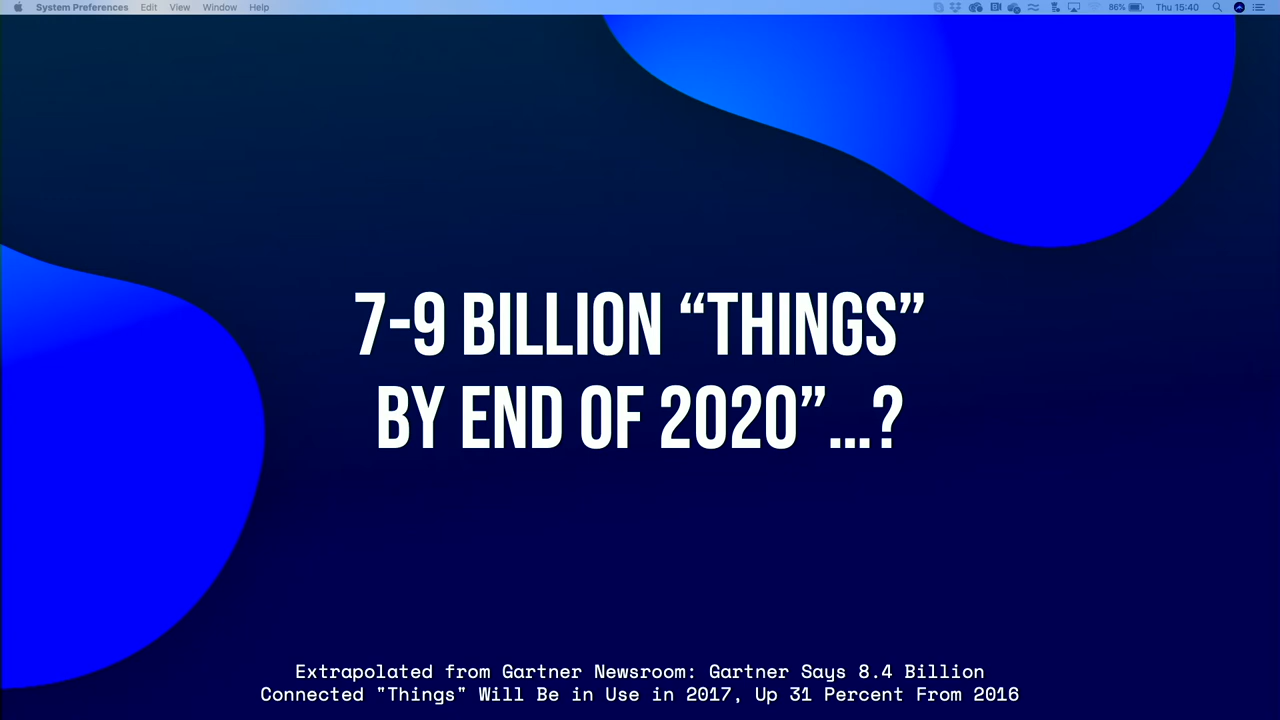 System Preferences Edit View Window Help 86% Thu 15:40
7-9 BILLION “THINGS”
BY END OF 2020”...?
Extrapolated from Gartner Newsroom: Gartner Says 8.4 Billion
Connected "Things" Will Be in Use in 2017, Up 31 Percent From 2016